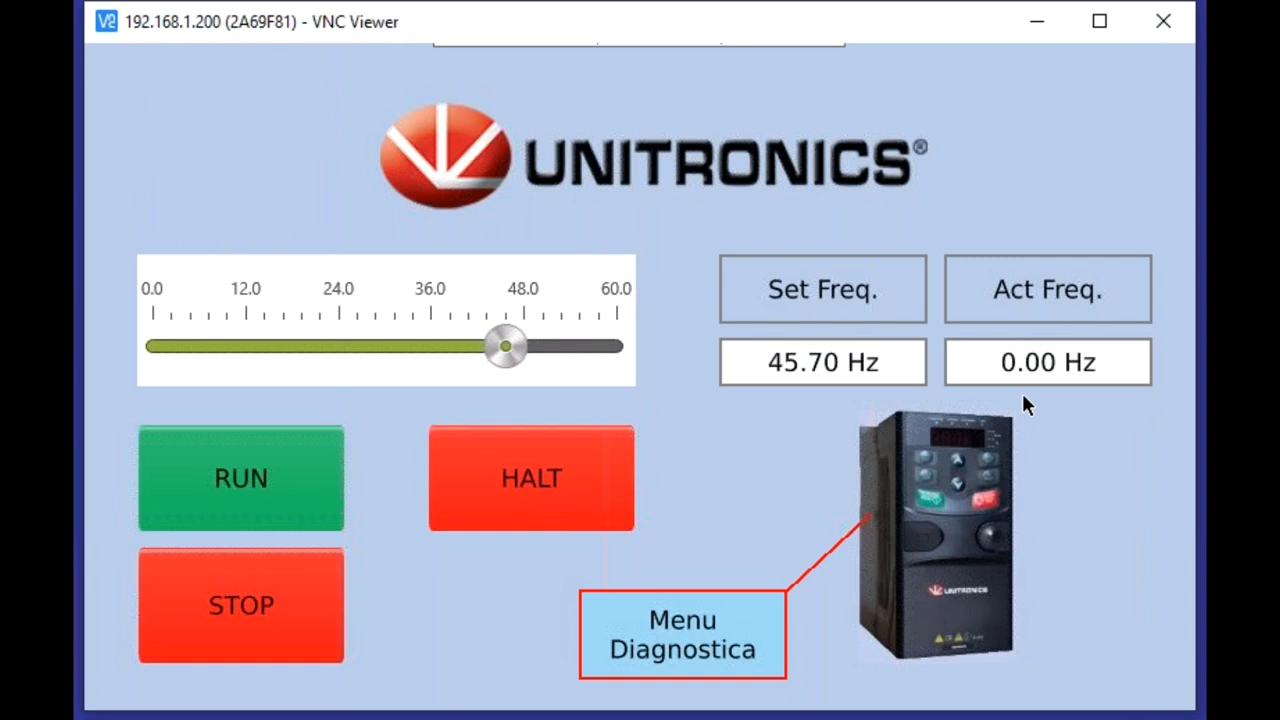 192.168.1.200 (2A69F81) - VNC Viewer
UNITRONICS®
0.0 12.0 24.0 36.0 48.0 60.0
Set Freq. Act Freq.
45.70 Hz 0.00 Hz
RUN HALT
STOP
UNITRONICS
Menu
Diagnostica